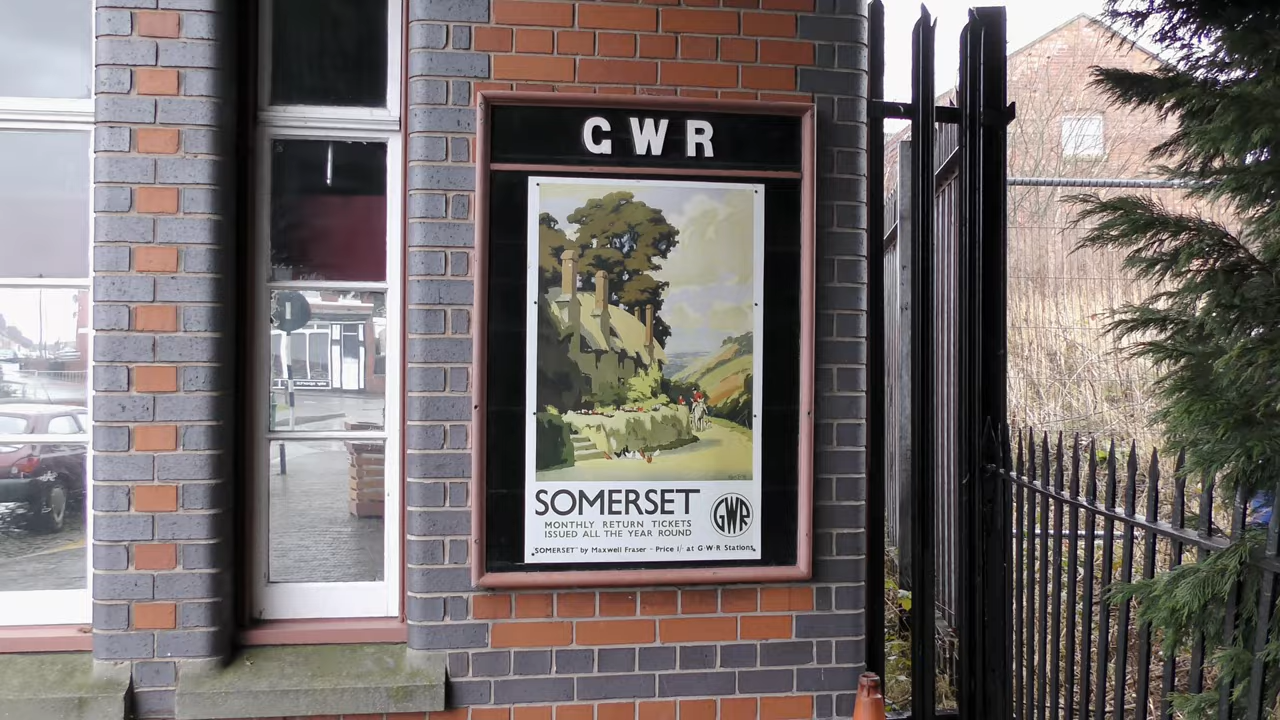 GWR
SOMERSET
GWR
MONTHLY RETURN TICKETS
ISSUED ALL THE YEAR ROUND
"SOMERSET" by Maxwell Fraser - Price 1/- at G·W·R Stations.